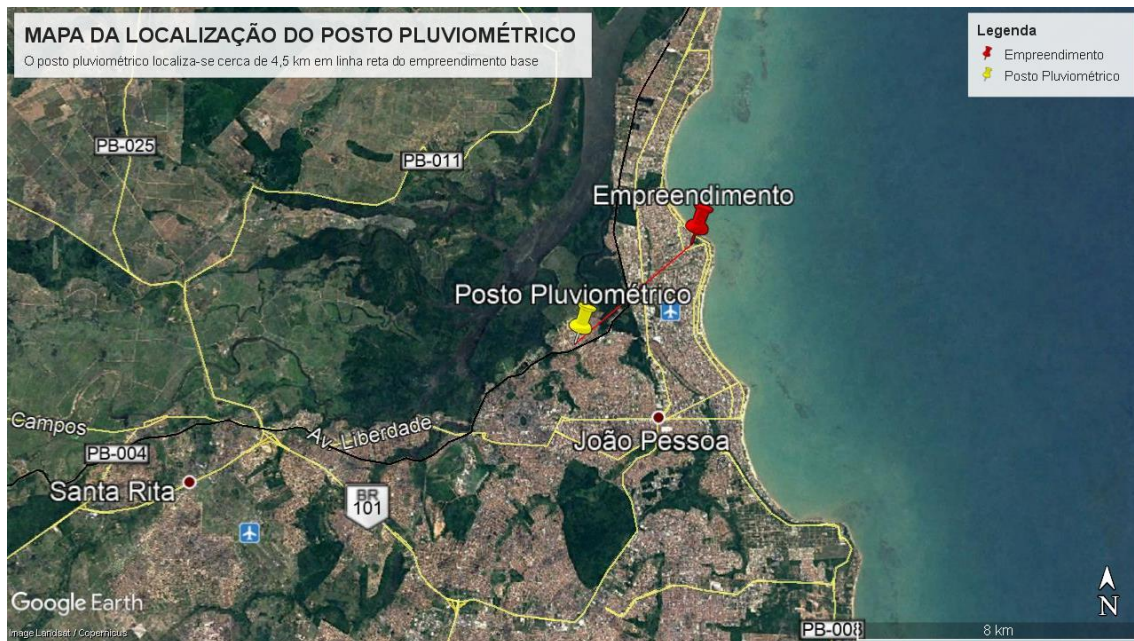 MAPA DA LOCALIZAÇÃO DO POSTO PLUVIOMÉTRICO
O posto pluviométrico localiza-se cerca de 4,5 km em linha reta do empreendimento base
Legenda
Empreendimento
Posto Pluviométrico
PB-025
PB-011
Empreendimento
Posto Pluviométrico
Campos
Av. Liberdade
João Pessoa
PB-004
Santa Rita
BR
101
Google Earth
Image Landsat / Copernicus
N
PB-008
8 km